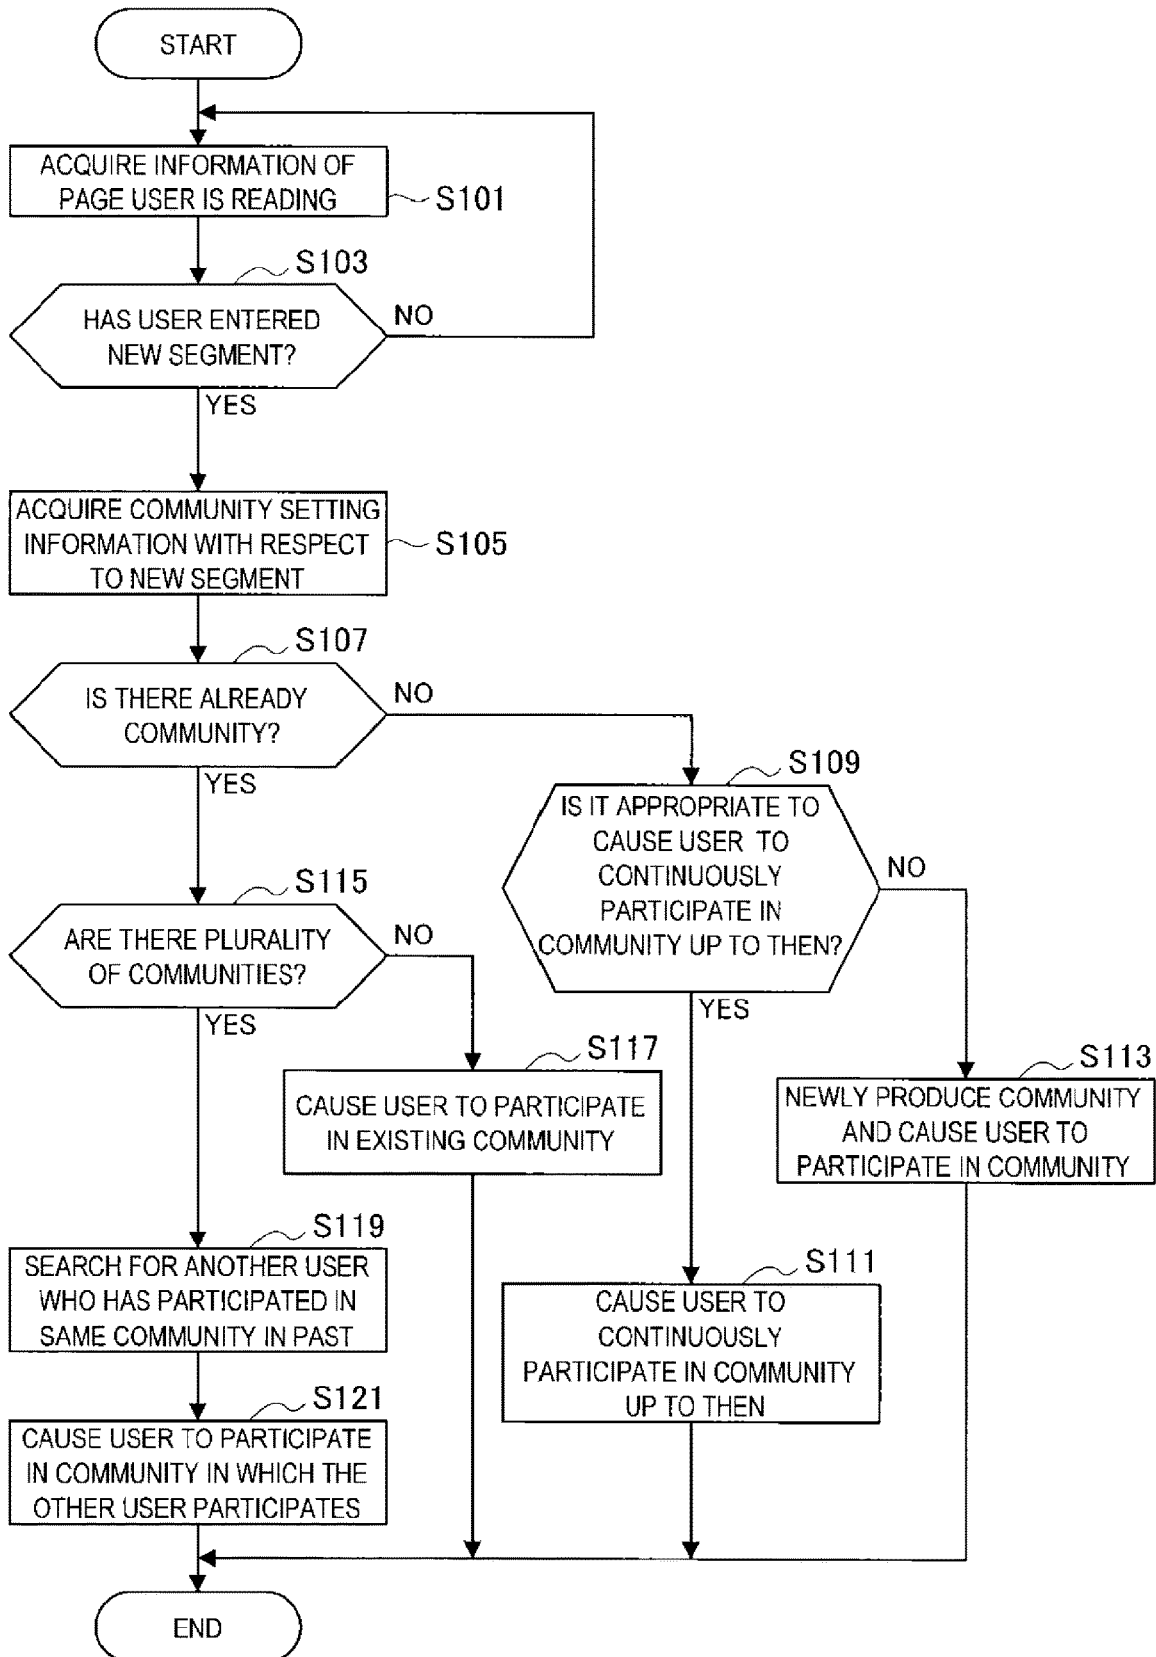 START
ACQUIRE INFORMATION OF
PAGE USER IS READING
S101
S103
HAS USER ENTERED
NEW SEGMENT?
NO
YES
ACQUIRE COMMUNITY SETTING
INFORMATION WITH RESPECT
TO NEW SEGMENT
S105
S107
IS THERE ALREADY
COMMUNITY?
NO
YES
S109
IS IT APPROPRIATE TO
CAUSE USER TO
CONTINUOUSLY
PARTICIPATE IN
COMMUNITY UP TO THEN?
NO
YES
S115
ARE THERE PLURALITY
OF COMMUNITIES?
NO
YES
S117
CAUSE USER TO PARTICIPATE
IN EXISTING COMMUNITY
S113
NEWLY PRODUCE COMMUNITY
AND CAUSE USER TO
PARTICIPATE IN COMMUNITY
S119
SEARCH FOR ANOTHER USER
WHO HAS PARTICIPATED IN
SAME COMMUNITY IN PAST
S111
CAUSE USER TO
CONTINUOUSLY
PARTICIPATE IN COMMUNITY
UP TO THEN
S121
CAUSE USER TO PARTICIPATE
IN COMMUNITY IN WHICH THE
OTHER USER PARTICIPATES
END